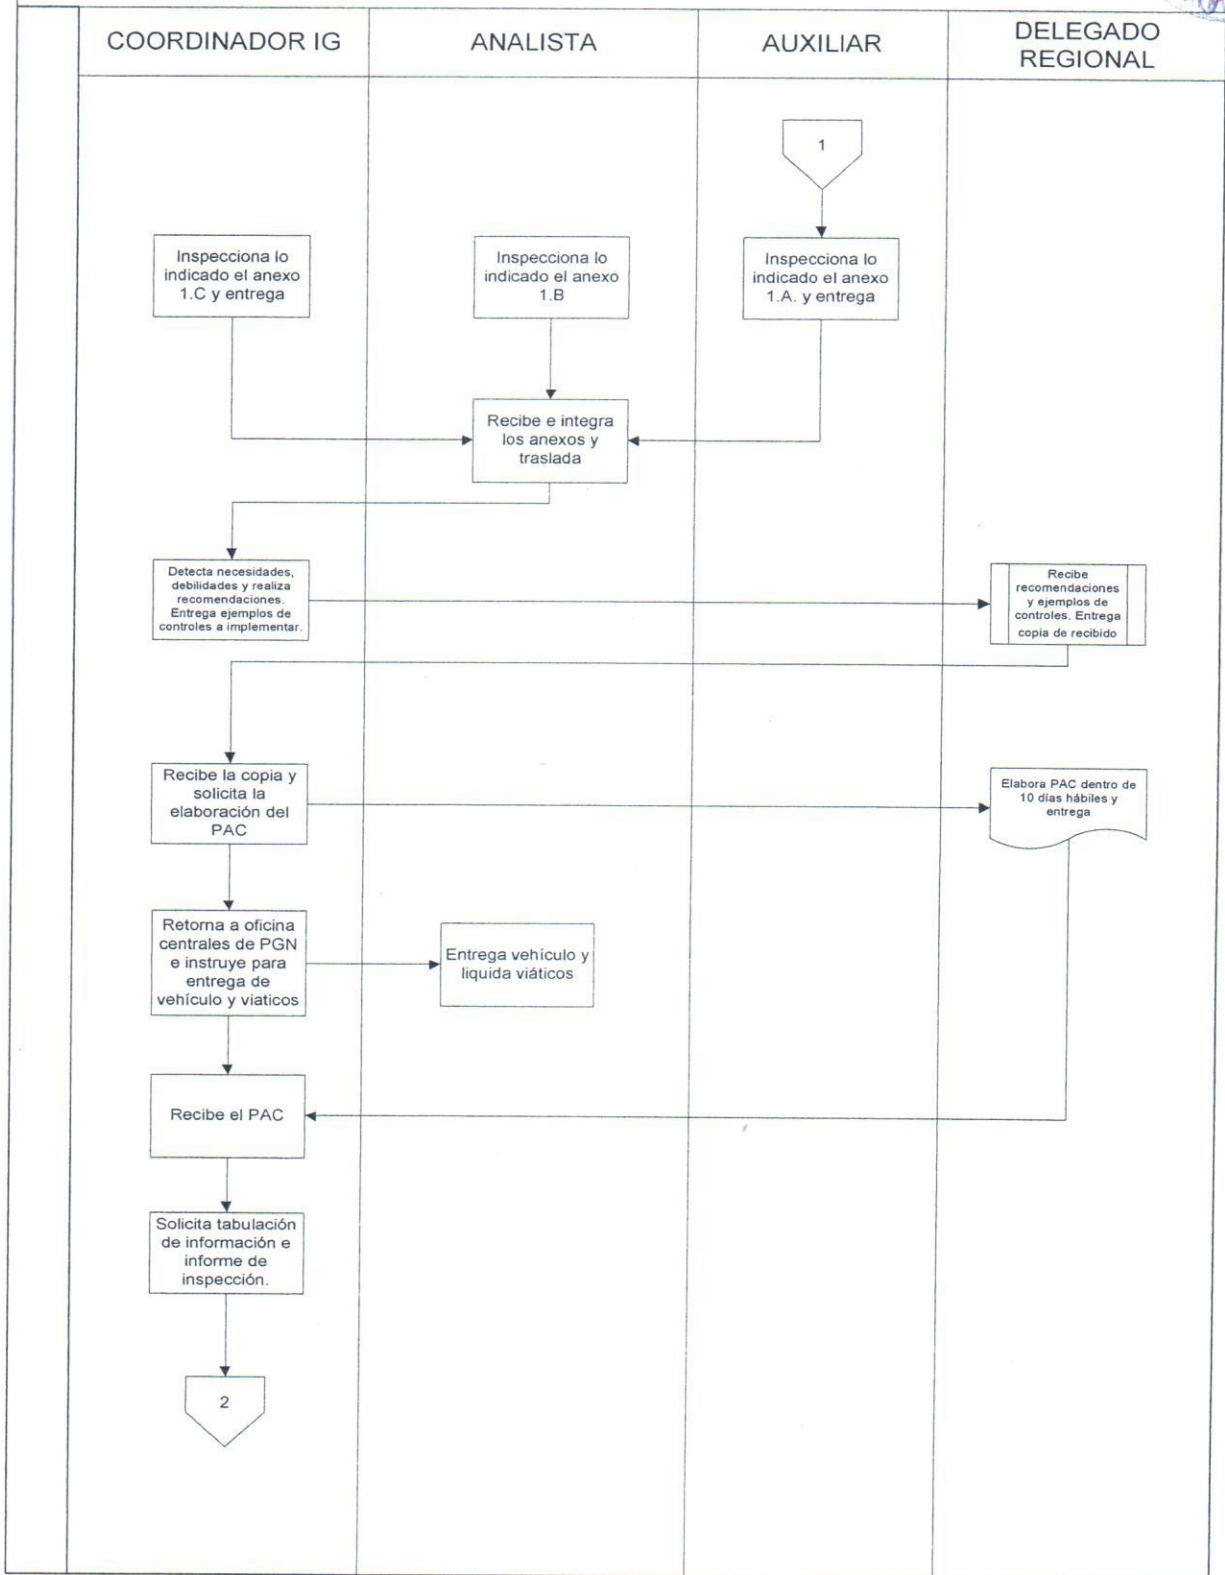 COORDINADOR IG
ANALISTA
AUXILIAR
DELEGADO
REGIONAL
1
Inspecciona lo
indicado el anexo
1.C y entrega
Inspecciona lo
indicado el anexo
1.B
Inspecciona lo
indicado el anexo
1.A. y entrega
Recibe e integra
los anexos y
traslada
Detecta necesidades,
debilidades y realiza
recomendaciones.
Entrega ejemplos de
controles a implementar.
Recibe
recomendaciones
y ejemplos de
controles. Entrega
copia de recibido
Recibe la copia y
solicita la
elaboración del
PAC
Elabora PAC dentro de
10 días hábiles y
entrega
Retorna a oficina
centrales de PGN
e instruye para
entrega de
vehículo y viaticos
Entrega vehículo y
liquida viáticos
Recibe el PAC
Solicita tabulación
de información e
informe de
inspección.
2